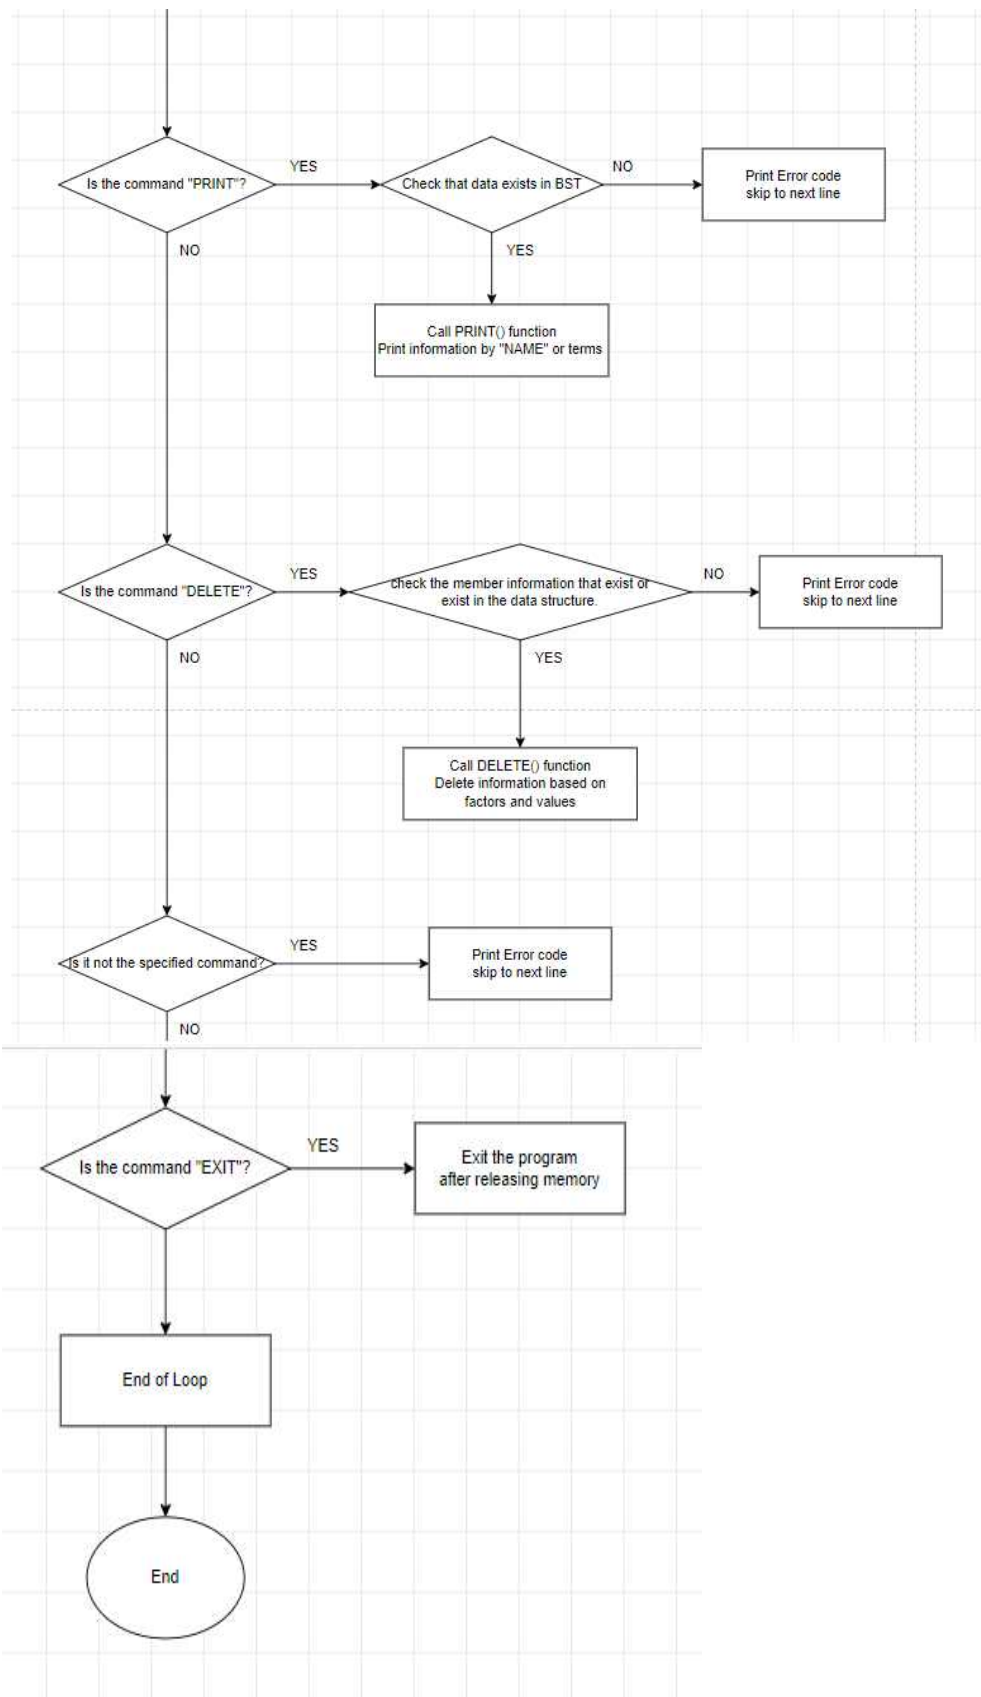 Is the command "PRINT"?
YES
Check that data exists in BST
NO
Print Error code
skip to next line
NO
YES
Call PRINT() function
Print information by "NAME" or terms
Is the command "DELETE"?
YES
check the member information that exist or
exist in the data structure.
NO
Print Error code
skip to next line
NO
YES
Call DELETE() function
Delete information based on
factors and values
Is it not the specified command?
YES
Print Error code
skip to next line
NO
Is the command "EXIT"?
YES
Exit the program
after releasing memory
End of Loop
End